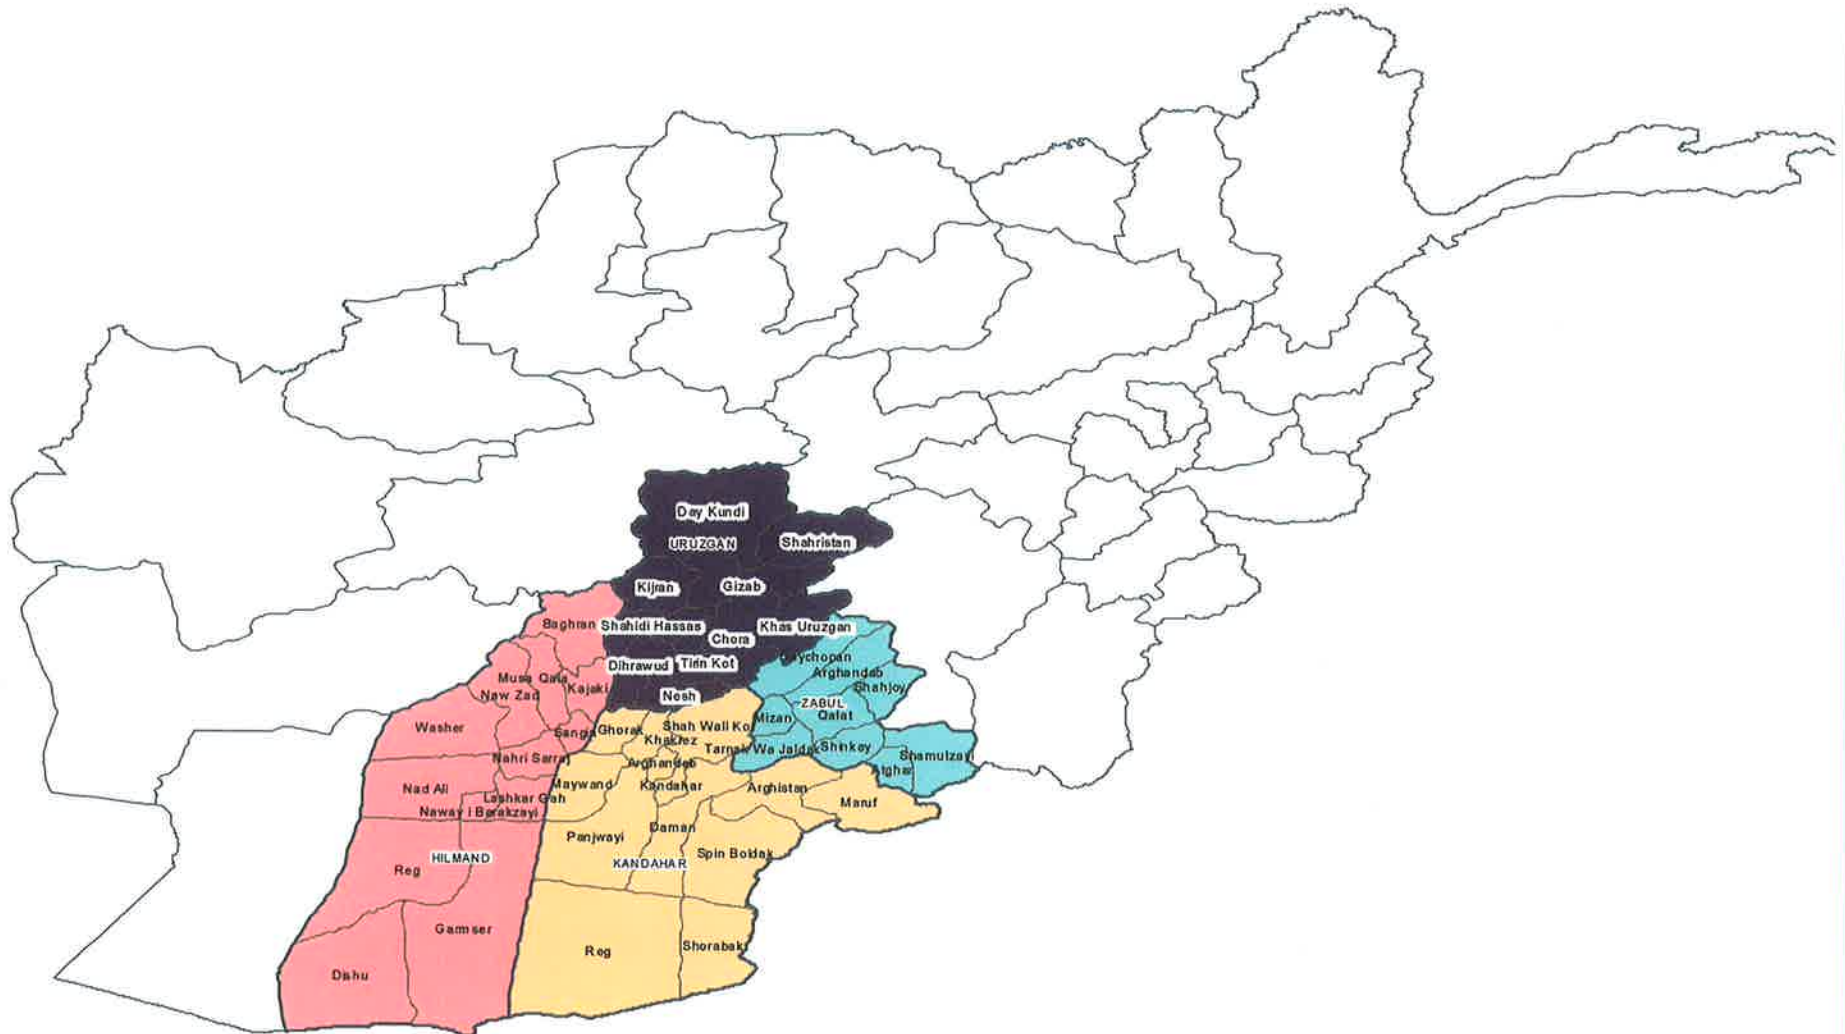 Day Kundi
URUZGAN
Shahristan
Kijran
Gizab
Baghran
Shahidi Hassas
Khas Uruzgan
Chora
Dihrawud
Tirin Kot
Daychopan
Arghandab
Musa Qala
Naw Zad
Kajaki
Nesh
Shahjoy
ZABUL
Mizan
Qalat
Washer
Sangin
Ghorak
Shah Wali Kot
Khakrez
Tarnak Wa Jaldak
Shinkay
Shamulzayi
Atghar
Nahri Sarraj
Arghandab
Nad Ali
Maywand
Kandahar
Arghistan
Maruf
Lashkar Gah
Naway i Barakzayi
Panjwayi
Daman
Spin Boldak
HILMAND
KANDAHAR
Reg
Garmser
Reg
Shorabak
Dishu